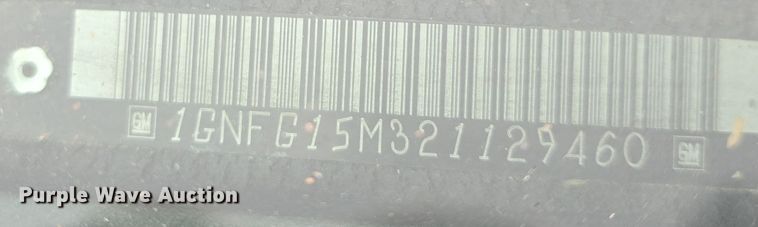 GM 1GNFG15M321129460 GM
Purple Wave Auction